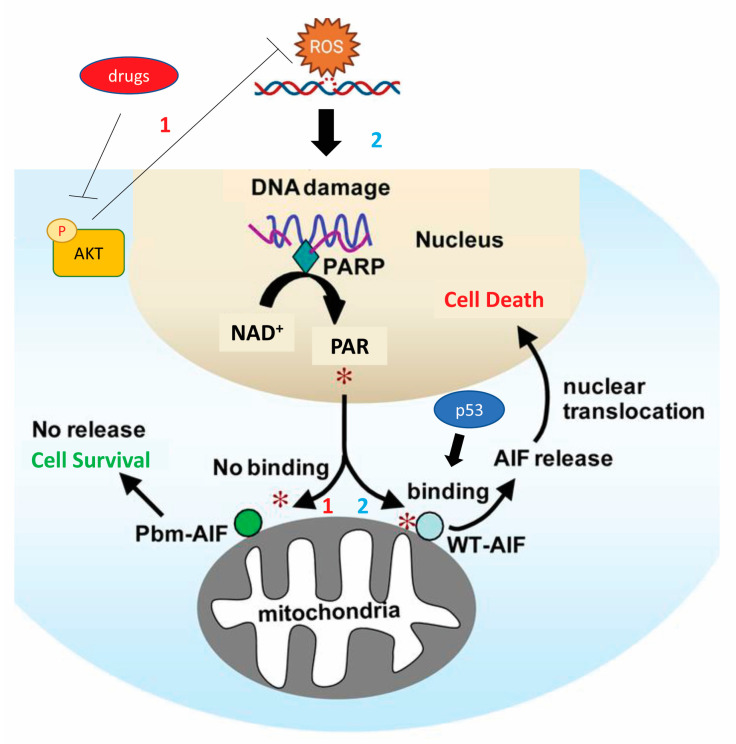 ROS
drugs
1
2
DNA damage
P
AKT
Nucleus
PARP
Cell Death
NAD+
PAR
*
nuclear
translocation
p53
No release
Cell Survival
AIF release
No binding
binding
*
1
2
*
Pbm-AIF
WT-AIF
mitochondria